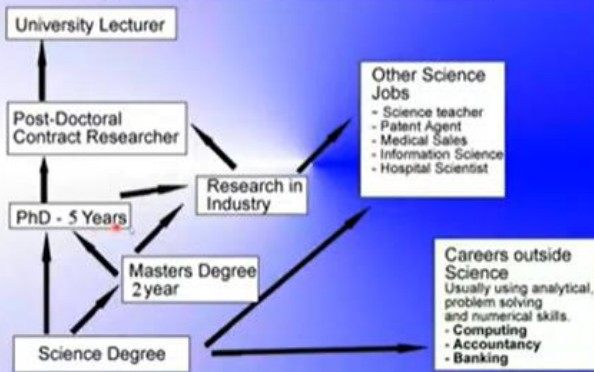 University Lecturer
Post-Doctoral
Contract Researcher
PhD - 5 Years
Research in
Industry
Masters Degree
2 year
Science Degree
Other Science
Jobs
- Science teacher
- Patent Agent
- Medical Sales
- Information Science
- Hospital Scientist
Careers outside
Science
Usually using analytical,
problem solving
and numerical skills.
- Computing
- Accountancy
- Banking